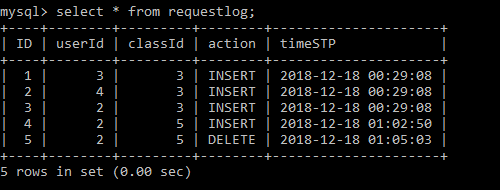 mysql> select * from requestlog;
+----+--------+---------+--------+---------------------+
| ID | userId | classId | action | timeSTP             |
+----+--------+---------+--------+---------------------+
|  1 |      3 |       3 | INSERT | 2018-12-18 00:29:08 |
|  2 |      4 |       3 | INSERT | 2018-12-18 00:29:08 |
|  3 |      2 |       3 | INSERT | 2018-12-18 00:29:08 |
|  4 |      2 |       5 | INSERT | 2018-12-18 01:02:50 |
|  5 |      2 |       5 | DELETE | 2018-12-18 01:05:03 |
+----+--------+---------+--------+---------------------+
5 rows in set (0.00 sec)